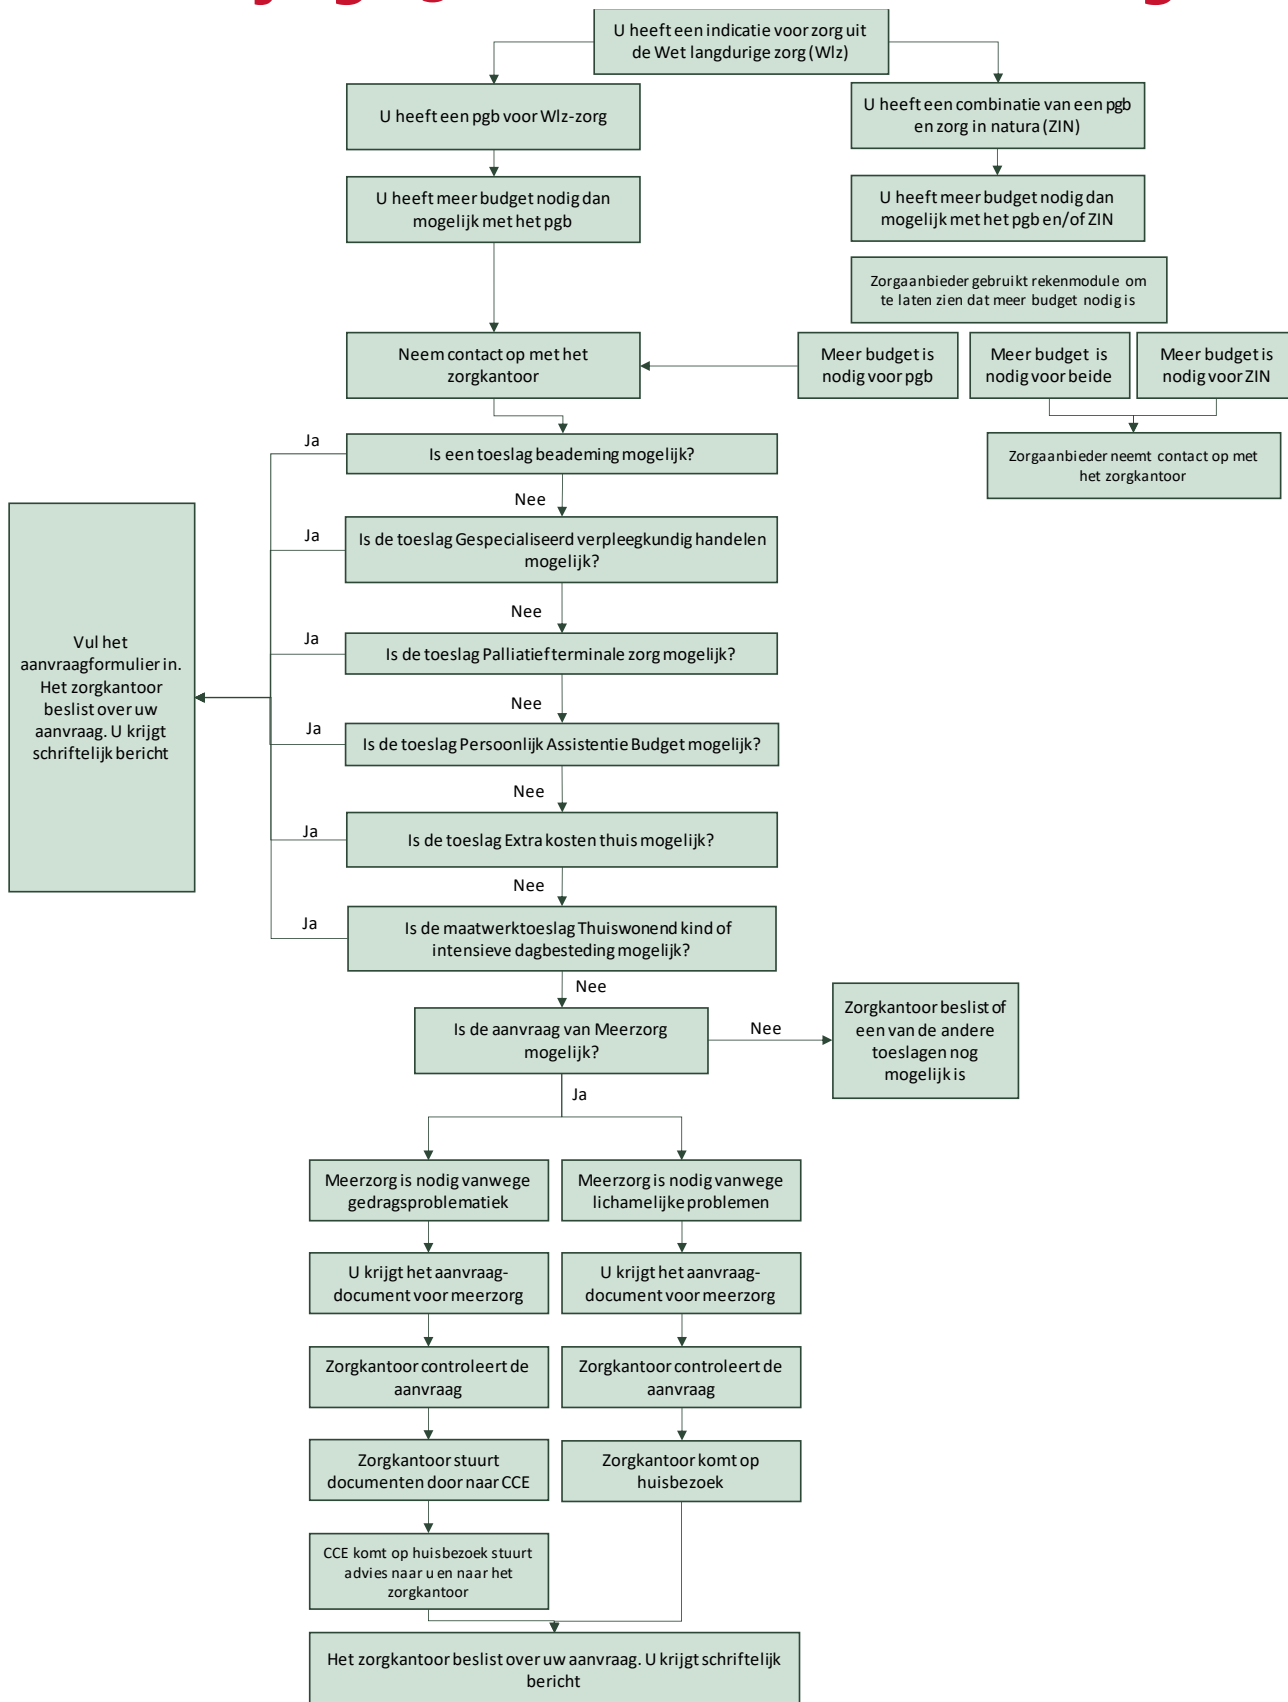 U heeft een indicatie voor zorg uit
de Wet langdurige zorg (Wlz)
U heeft een pgb voor Wlz-zorg
U heeft een combinatie van een pgb
en zorg in natura (ZIN)
U heeft meer budget nodig dan
mogelijk met het pgb
U heeft meer budget nodig dan
mogelijk met het pgb en/of ZIN
Zorgaanbieder gebruikt rekenmodule om
te laten zien dat meer budget nodig is
Neem contact op met het
zorgkantoor
Meer budget is
nodig voor pgb
Meer budget is
nodig voor beide
Meer budget is
nodig voor ZIN
Zorgaanbieder neemt contact op met
het zorgkantoor
Ja
Is een toeslag beademing mogelijk?
Nee
Ja
Is de toeslag Gespecialiseerd verpleegkundig handelen
mogelijk?
Nee
Ja
Is de toeslag Palliatief terminale zorg mogelijk?
Nee
Vul het
aanvraagformulier in.
Het zorgkantoor
beslist over uw
aanvraag. U krijgt
schriftelijk bericht
Ja
Is de toeslag Persoonlijk Assistentie Budget mogelijk?
Nee
Ja
Is de toeslag Extra kosten thuis mogelijk?
Nee
Ja
Is de maatwerktoeslag Thuiswonend kind of
intensieve dagbesteding mogelijk?
Nee
Is de aanvraag van Meerzorg
mogelijk?
Nee
Zorgkantoor beslist of
een van de andere
toeslagen nog
mogelijk is
Ja
Meerzorg is nodig vanwege
gedragsproblematiek
Meerzorg is nodig vanwege
lichamelijke problemen
U krijgt het aanvraag-
document voor meerzorg
U krijgt het aanvraag-
document voor meerzorg
Zorgkantoor controleert de
aanvraag
Zorgkantoor controleert de
aanvraag
Zorgkantoor stuurt
documenten door naar CCE
Zorgkantoor komt op
huisbezoek
CCE komt op huisbezoek stuurt
advies naar u en naar het
zorgkantoor
Het zorgkantoor beslist over uw aanvraag. U krijgt schriftelijk
bericht